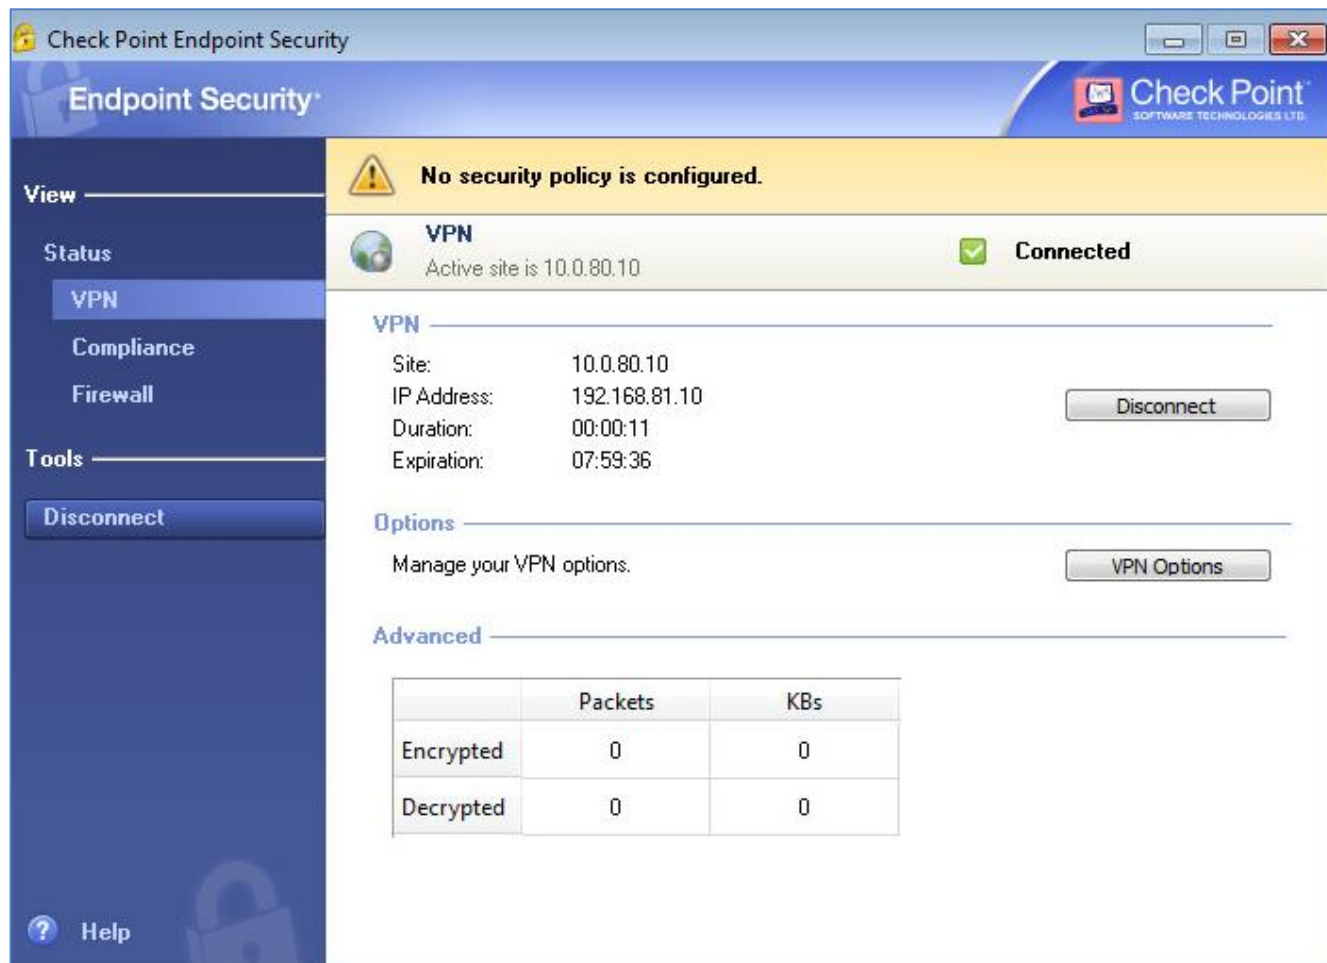 Check Point Endpoint Security
Endpoint Security
Check Point
SOFTWARE TECHNOLOGIES LTD.
View
Status
VPN
Compliance
Firewall
Tools
Disconnect
Help
No security policy is configured.
VPN
Active site is 10.0.80.10
Connected
VPN
Site: 10.0.80.10
IP Address: 192.168.81.10
Duration: 00:00:11
Expiration: 07:59:36
Disconnect
Options
Manage your VPN options.
VPN Options
Advanced
Packets KBs
Encrypted 0 0
Decrypted 0 0